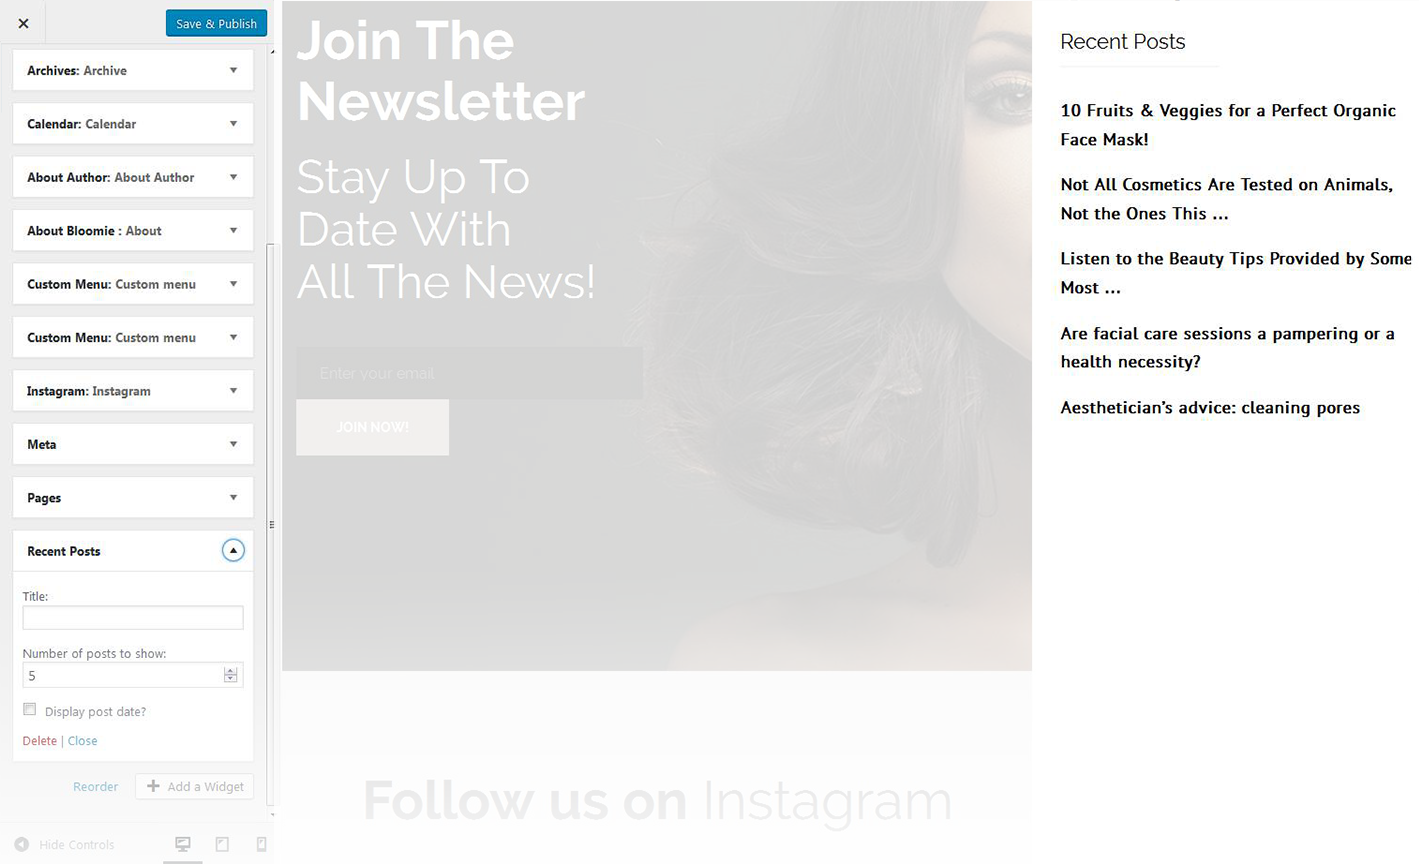 Save & Publish
Archives: Archive
Calendar: Calendar
About Author: About Author
About Bloomie : About
Custom Menu: Custom menu
Custom Menu: Custom menu
Instagram: Instagram
Meta
Pages
Recent Posts
Title:
Number of posts to show:
5
Display post date?
Delete | Close
Reorder
Add a Widget
Hide Controls
Join The
Newsletter
Stay Up To
Date With
All The News!
Enter your email
JOIN NOW!
Follow us on Instagram
Recent Posts
10 Fruits & Veggies for a Perfect Organic
Face Mask!
Not All Cosmetics Are Tested on Animals,
Not the Ones This ...
Listen to the Beauty Tips Provided by Some
Most ...
Are facial care sessions a pampering or a
health necessity?
Aesthetician’s advice: cleaning pores